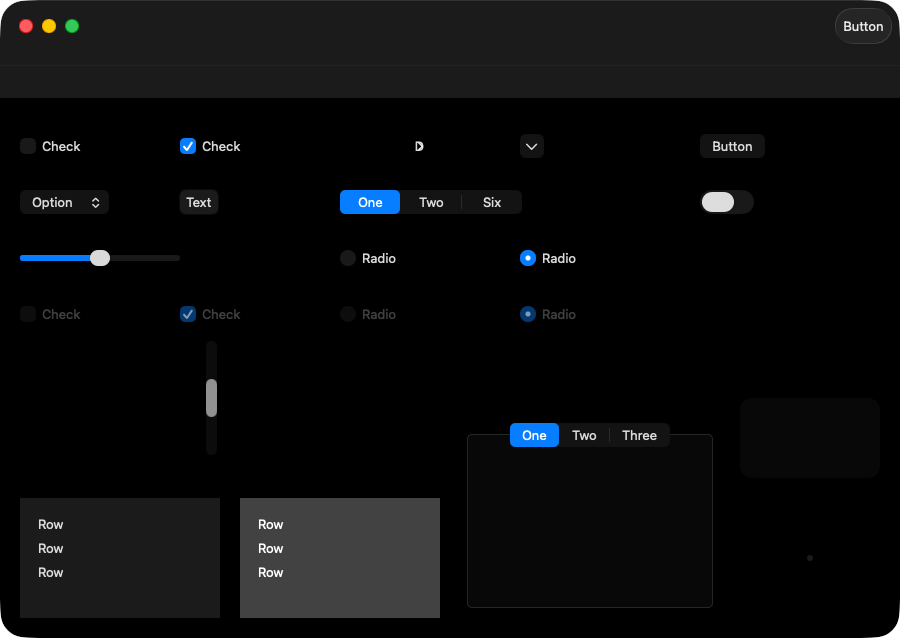 Button
Check
Check
Button
Option
Text
One
Two
Six
Radio
Radio
Check
Check
Radio
Radio
One
Two
Three
Row
Row
Row
Row
Row
Row